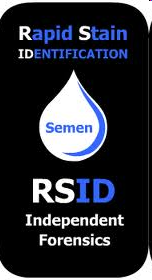 Rapid Stain
IDENTIFICATION
Semen
RSID
Independent
Forensics